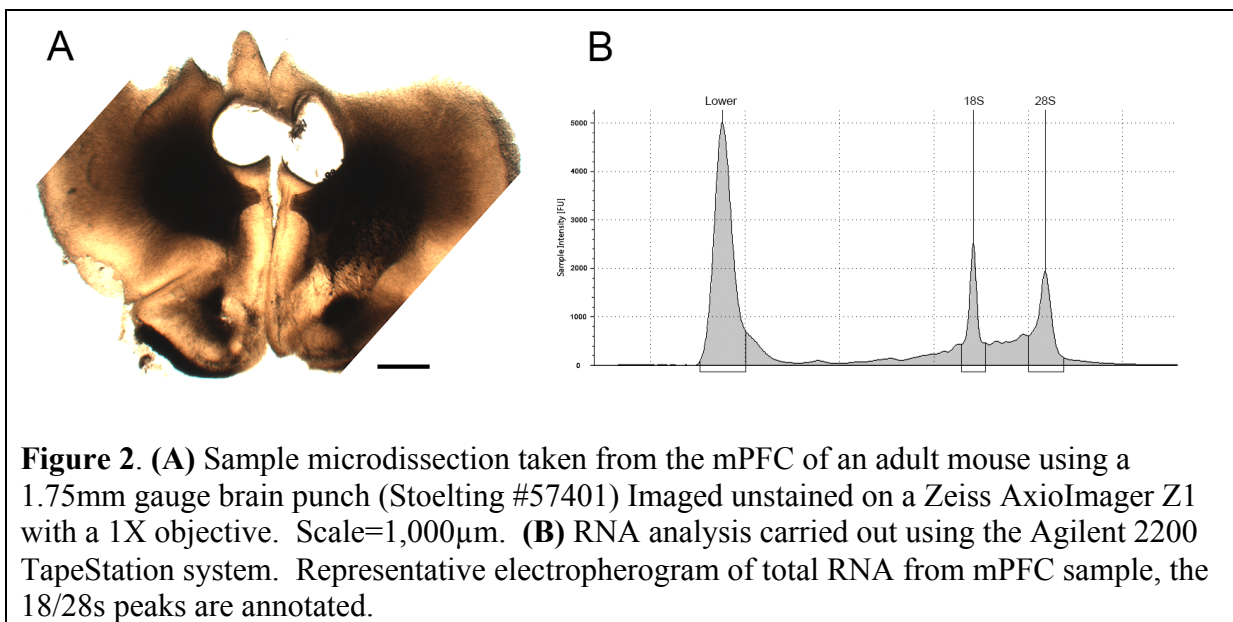 A
B
Lower
18S
28S
5000
4000
3000
2000
1000
0
Sample Intensity [FU]
Figure 2. (A) Sample microdissection taken from the mPFC of an adult mouse using a
1.75mm gauge brain punch (Stoelting #57401) Imaged unstained on a Zeiss AxioImager Z1
with a 1X objective.  Scale=1,000µm.  (B) RNA analysis carried out using the Agilent 2200
TapeStation system.  Representative electropherogram of total RNA from mPFC sample, the
18/28s peaks are annotated.